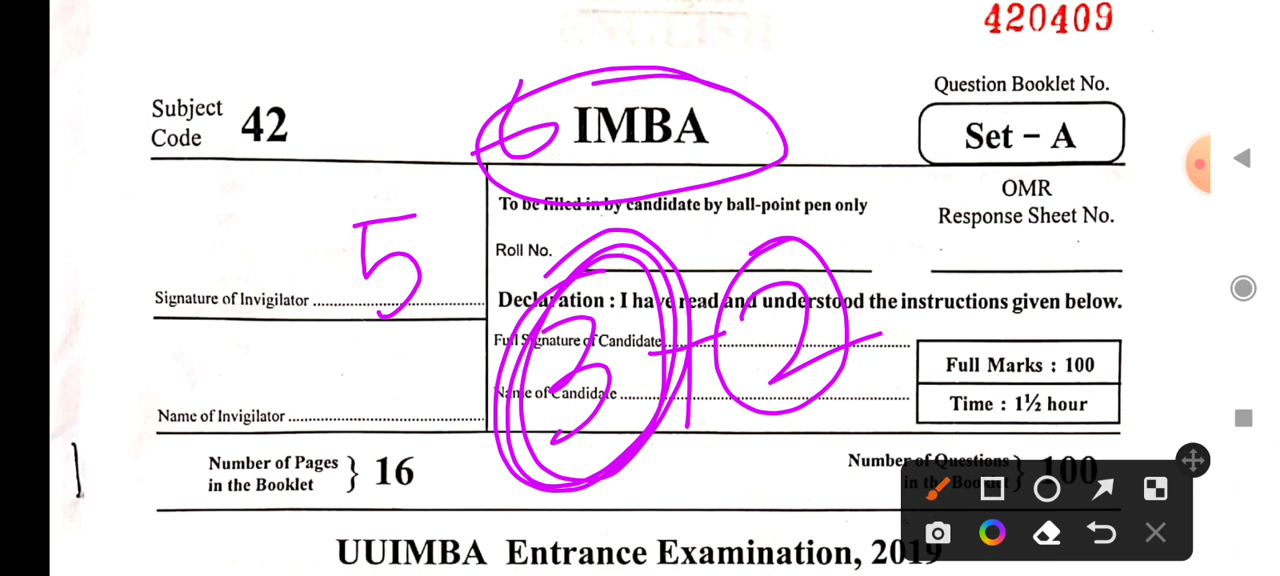 420409
Question Booklet No.
Subject
Code 42
6 IMBA
Set – A
OMR
Response Sheet No.
To be filled in by candidate by ball-point pen only
Roll No.
5
Signature of Invigilator
Declaration : I have read and understood the instructions given below.
Full Signature of Candidate
3 + 2
Name of Candidate
Full Marks : 100
Time : 1½ hour
Name of Invigilator
Number of Pages
in the Booklet } 16
Number of Questions
in the Booklet } 100
UUIMBA Entrance Examination, 2019